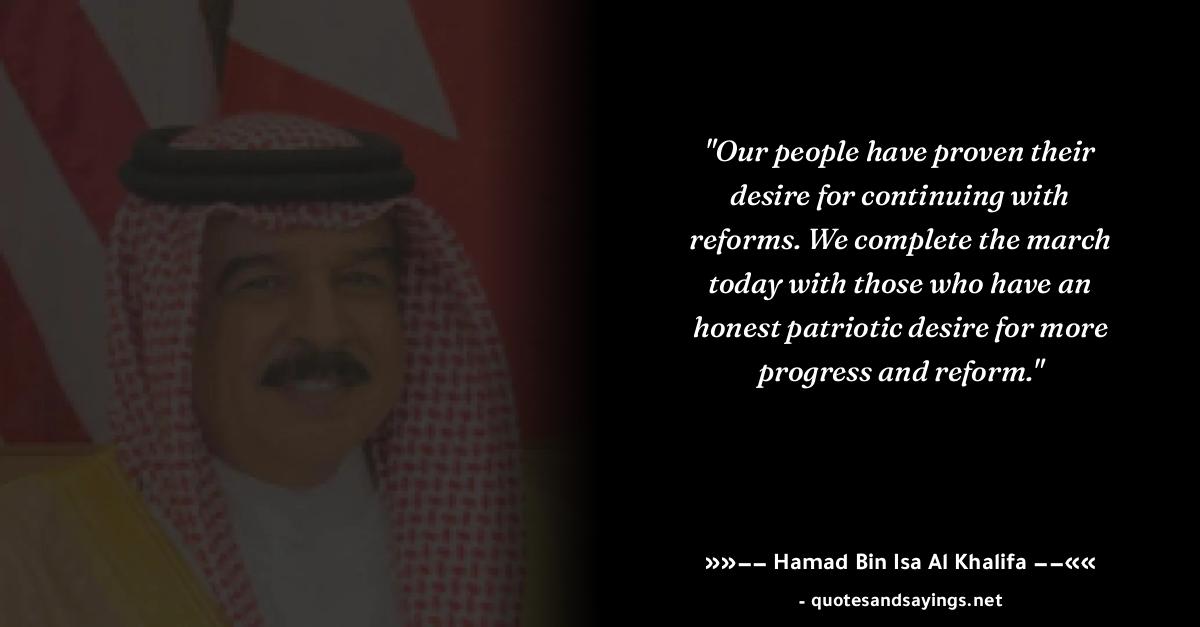 "Our people have proven their
desire for continuing with
reforms. We complete the march
today with those who have an
honest patriotic desire for more
progress and reform."
»»−− Hamad Bin Isa Al Khalifa −−««
- quotesandsayings.net